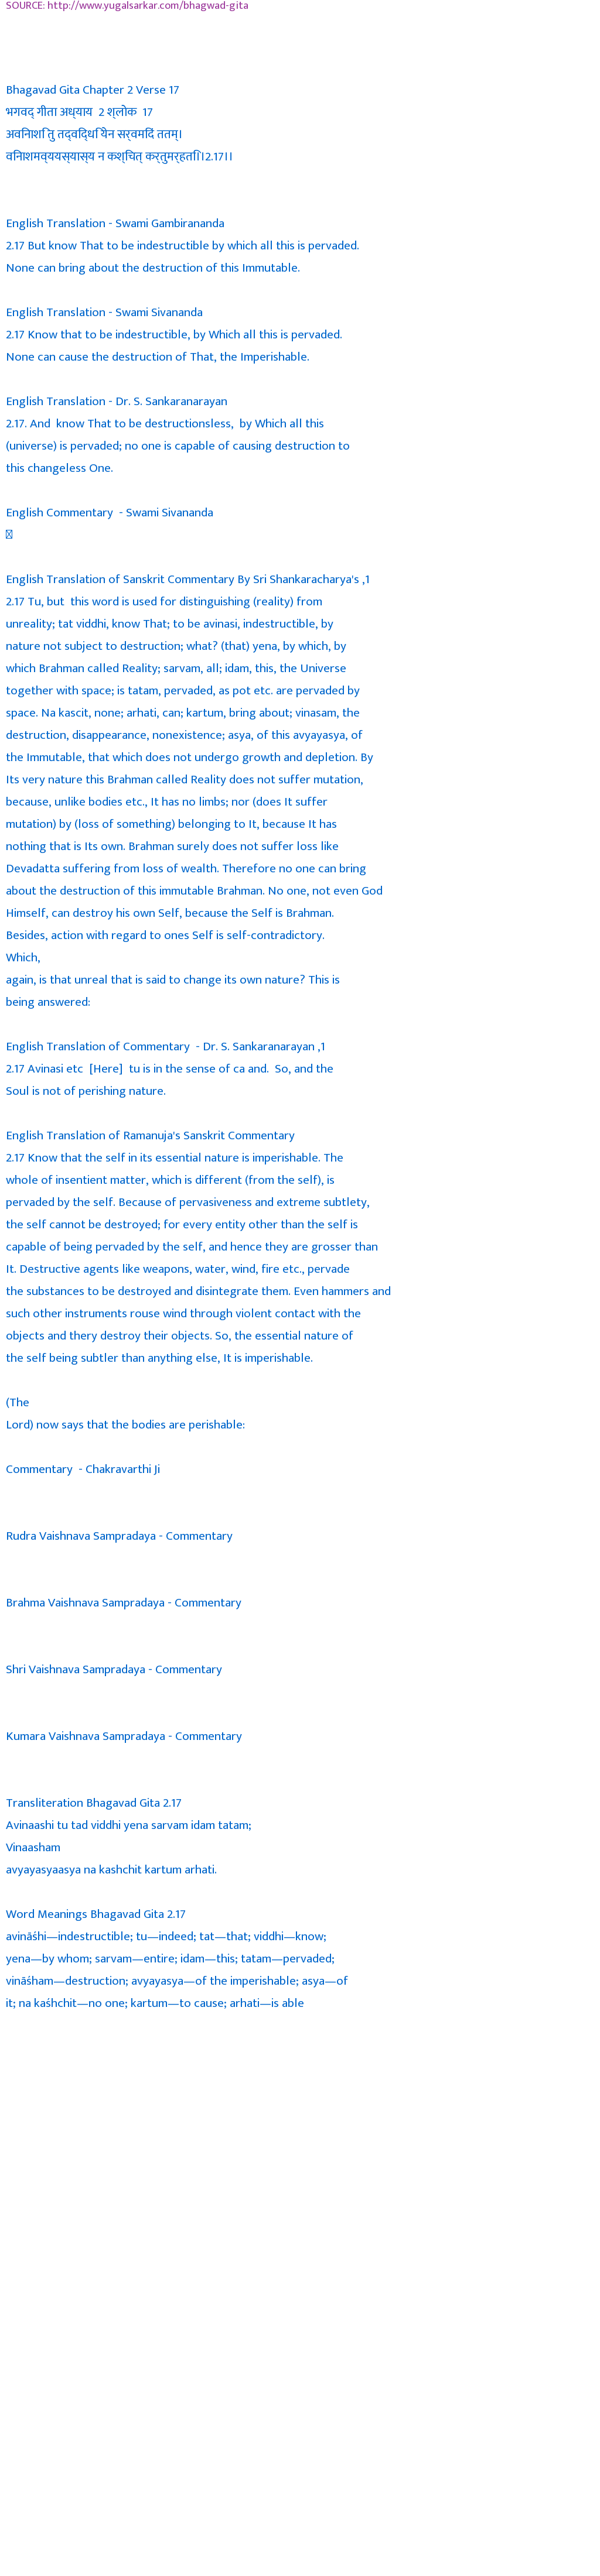 SOURCE: http://www.yugalsarkar.com/bhagwad-gita
Bhagavad Gita Chapter 2 Verse 17
भगवद् गीता अध्याय 2 श्लोक 17
अविनाशि तु तद्विद्धि येन सर्वमिदं ततम्।
विनाशमव्ययस्यास्य न कश्चित् कर्तुमर्हति।।2.17।।
English Translation - Swami Gambirananda
2.17 But know That to be indestructible by which all this is pervaded.
None can bring about the destruction of this Immutable.
English Translation - Swami Sivananda
2.17 Know that to be indestructible, by Which all this is pervaded.
None can cause the destruction of That, the Imperishable.
English Translation - Dr. S. Sankaranarayan
2.17. And know That to be destructionsless, by Which all this
(universe) is pervaded; no one is capable of causing destruction to
this changeless One.
English Commentary - Swami Sivananda
English Translation of Sanskrit Commentary By Sri Shankaracharya's ,1
2.17 Tu, but this word is used for distinguishing (reality) from
unreality; tat viddhi, know That; to be avinasi, indestructible, by
nature not subject to destruction; what? (that) yena, by which, by
which Brahman called Reality; sarvam, all; idam, this, the Universe
together with space; is tatam, pervaded, as pot etc. are pervaded by
space. Na kascit, none; arhati, can; kartum, bring about; vinasam, the
destruction, disappearance, nonexistence; asya, of this avyayasya, of
the Immutable, that which does not undergo growth and depletion. By
Its very nature this Brahman called Reality does not suffer mutation,
because, unlike bodies etc., It has no limbs; nor (does It suffer
mutation) by (loss of something) belonging to It, because It has
nothing that is Its own. Brahman surely does not suffer loss like
Devadatta suffering from loss of wealth. Therefore no one can bring
about the destruction of this immutable Brahman. No one, not even God
Himself, can destroy his own Self, because the Self is Brahman.
Besides, action with regard to ones Self is self-contradictory.
Which,
again, is that unreal that is said to change its own nature? This is
being answered:
English Translation of Commentary - Dr. S. Sankaranarayan ,1
2.17 Avinasi etc [Here] tu is in the sense of ca and. So, and the
Soul is not of perishing nature.
English Translation of Ramanuja's Sanskrit Commentary
2.17 Know that the self in its essential nature is imperishable. The
whole of insentient matter, which is different (from the self), is
pervaded by the self. Because of pervasiveness and extreme subtlety,
the self cannot be destroyed; for every entity other than the self is
capable of being pervaded by the self, and hence they are grosser than
It. Destructive agents like weapons, water, wind, fire etc., pervade
the substances to be destroyed and disintegrate them. Even hammers and
such other instruments rouse wind through violent contact with the
objects and thery destroy their objects. So, the essential nature of
the self being subtler than anything else, It is imperishable.
(The
Lord) now says that the bodies are perishable:
Commentary - Chakravarthi Ji
Rudra Vaishnava Sampradaya - Commentary
Brahma Vaishnava Sampradaya - Commentary
Shri Vaishnava Sampradaya - Commentary
Kumara Vaishnava Sampradaya - Commentary
Transliteration Bhagavad Gita 2.17
Avinaashi tu tad viddhi yena sarvam idam tatam;
Vinaasham
avyayasyaasya na kashchit kartum arhati.
Word Meanings Bhagavad Gita 2.17
avināśhi—indestructible; tu—indeed; tat—that; viddhi—know;
yena—by whom; sarvam—entire; idam—this; tatam—pervaded;
vināśham—destruction; avyayasya—of the imperishable; asya—of
it; na kaśhchit—no one; kartum—to cause; arhati—is able